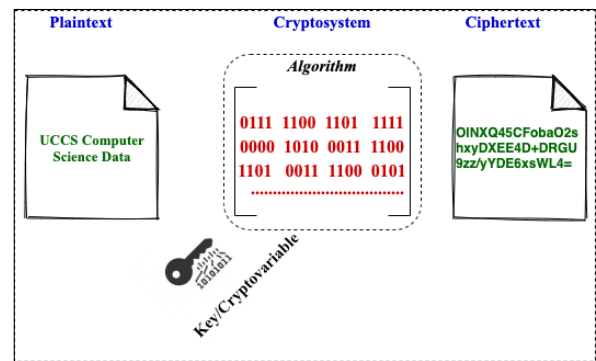 Plaintext
Cryptosystem
Ciphertext
Algorithm
UCCS Computer
Science Data
0111 1100 1101 1111
0000 1010 0011 1100
1101 0011 1100 0101
....................................
OINXQ45CFobaO2s
hxyDXEE4D+DRGU
9zz/yYDE6xsWL4=
10101011
Key/Cryptovariable